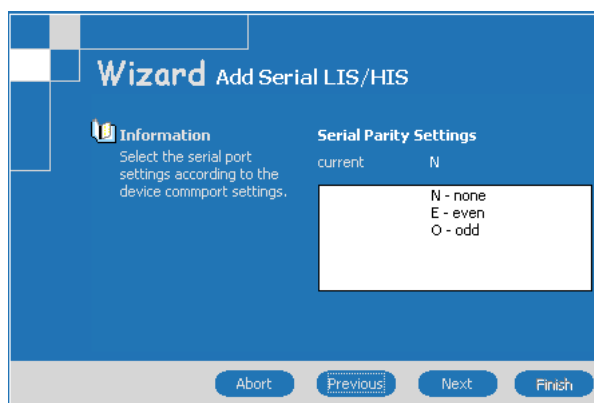 Wizard Add Serial LIS/HIS
Information
Select the serial port
settings according to the
device commport settings.
Serial Parity Settings
current N
N - none
E - even
O - odd
Abort Previous Next Finish